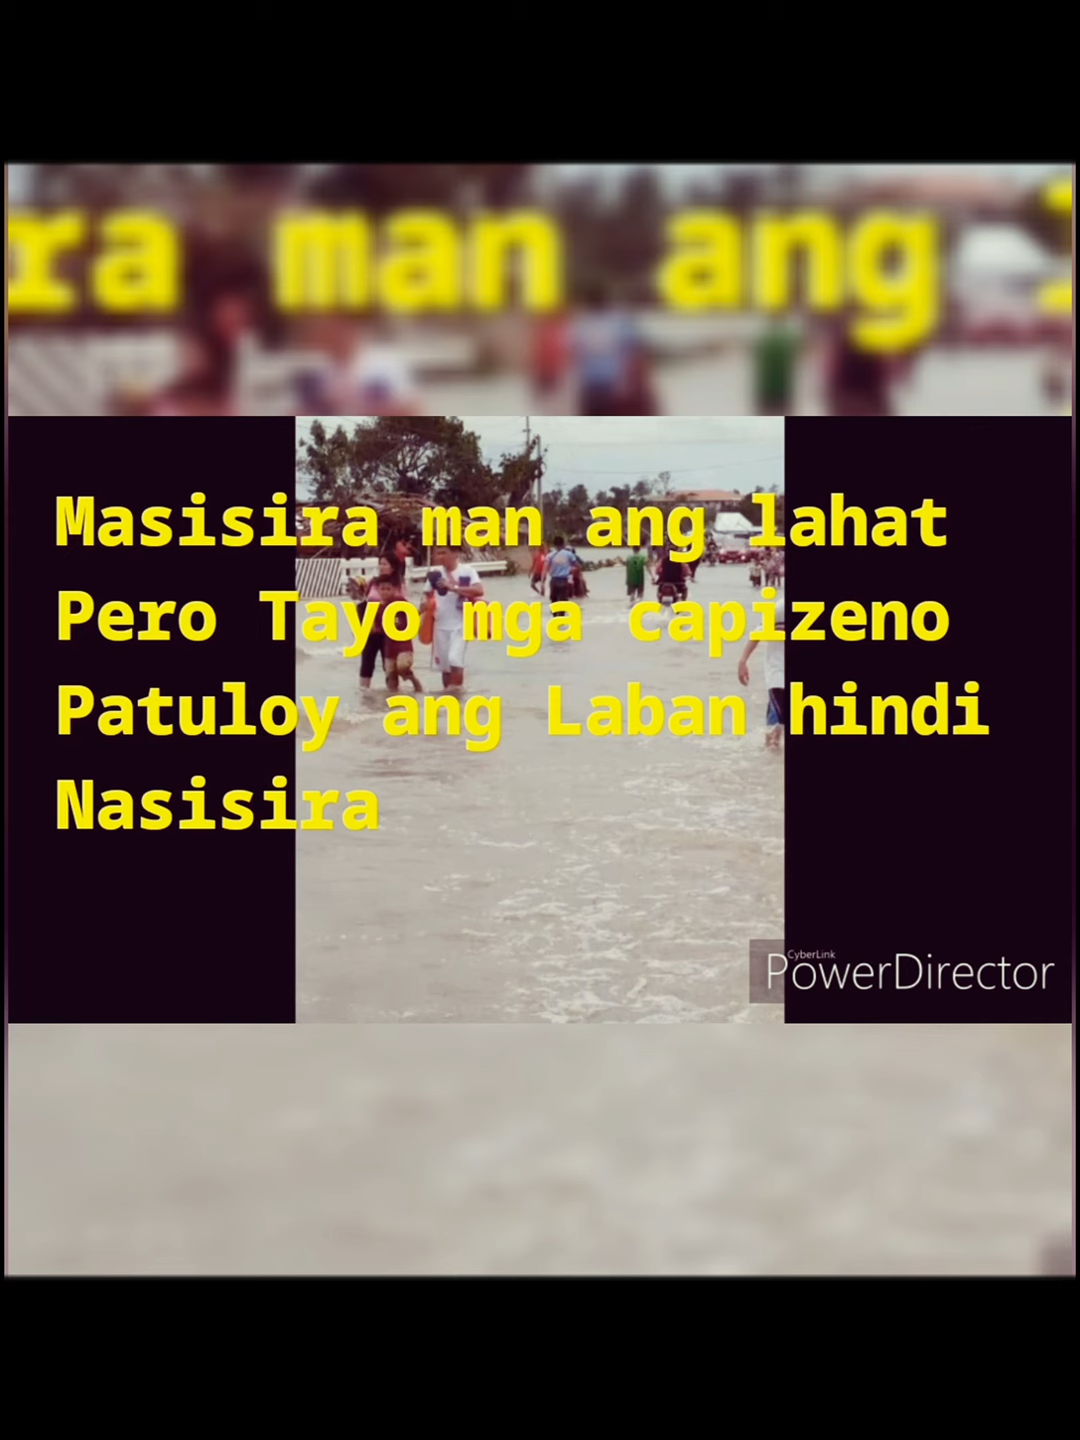 ra man ang
Masisira man ang lahat
Pero Tayo mga capizeno
Patuloy ang Laban hindi
Nasisira
CyberLink
PowerDirector